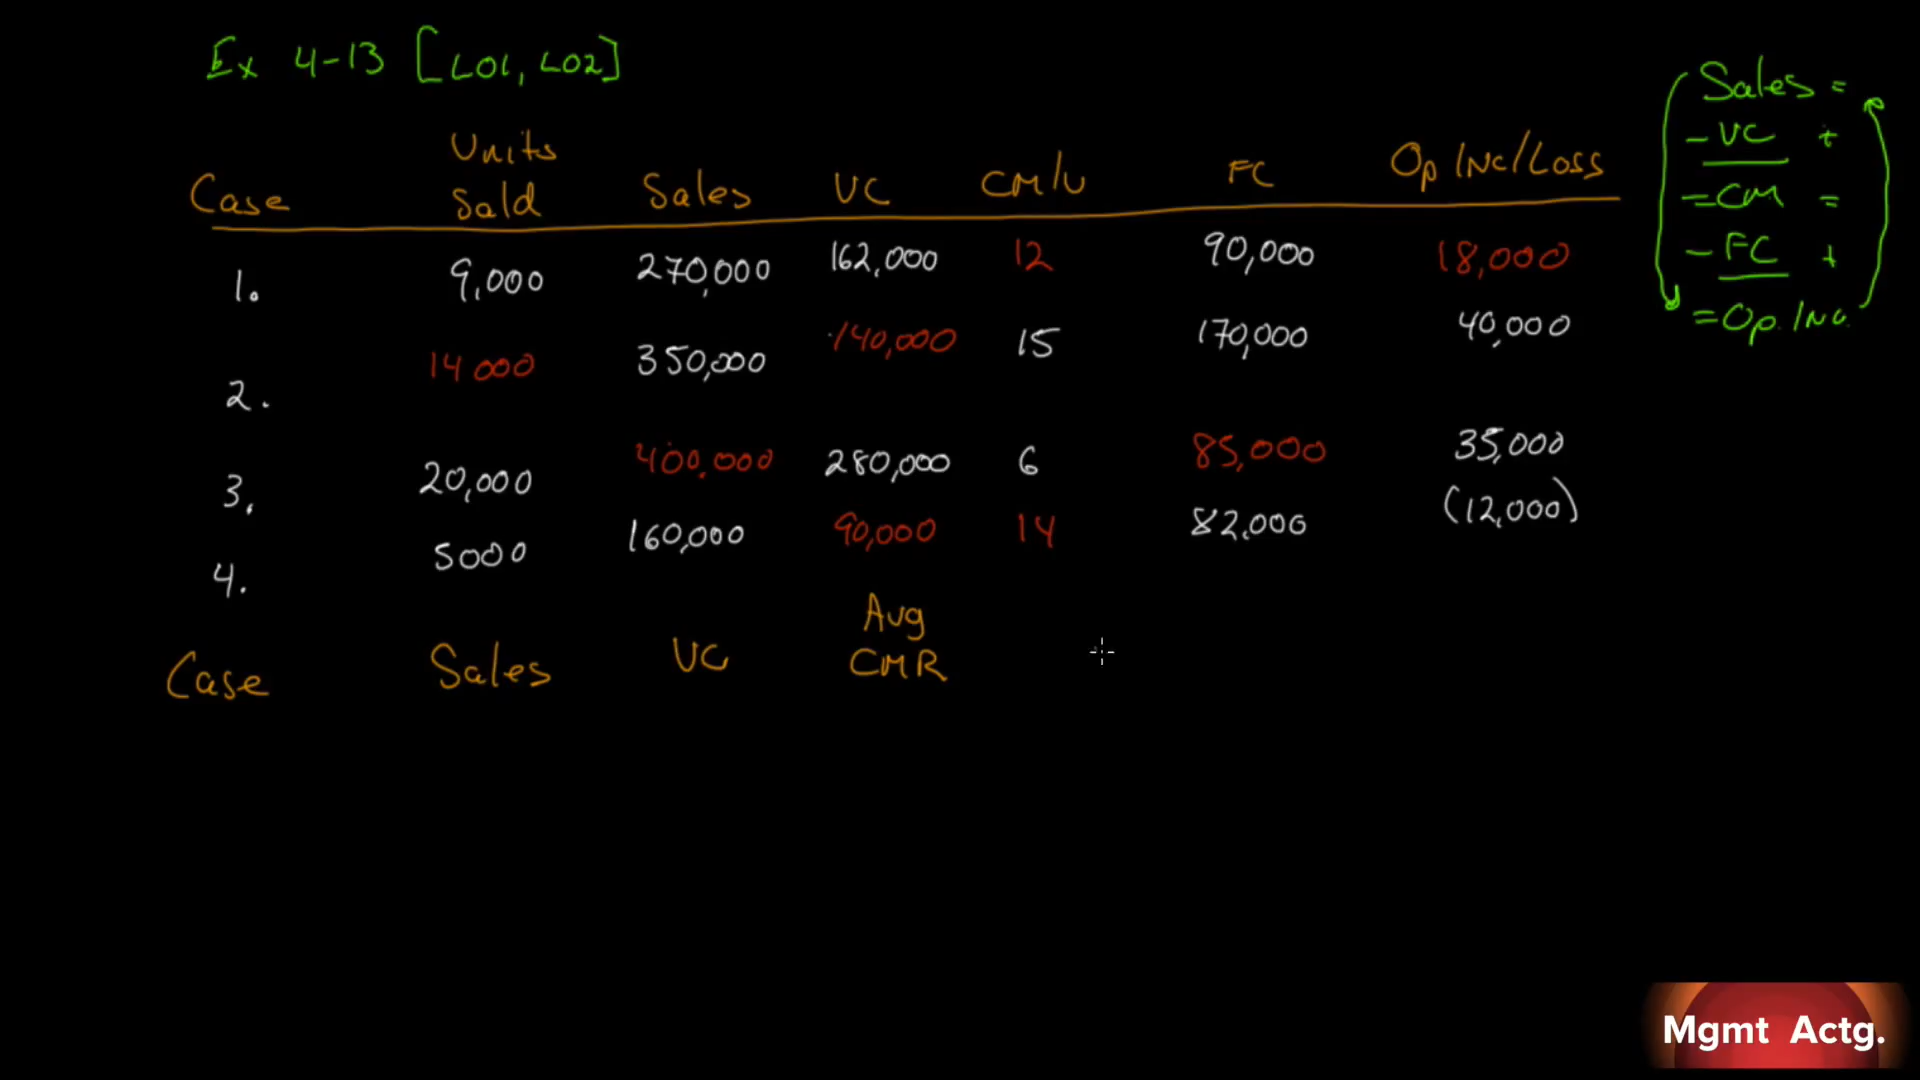 Ex 4-13 [LO1, LO2]
Case Units Sold Sales VC CM/U FC Op Inc/Loss
1. 9,000 270,000 162,000 12 90,000 18,000
2. 14 000 350,000 140,000 15 170,000 40,000
3. 20,000 400,000 280,000 6 85,000 35,000
4. 5000 160,000 90,000 14 82,000 (12,000)
Case Sales VC Avg CMR
Sales =
- VC +
= CM =
- FC +
= Op. Inc.
Mgmt Actg.